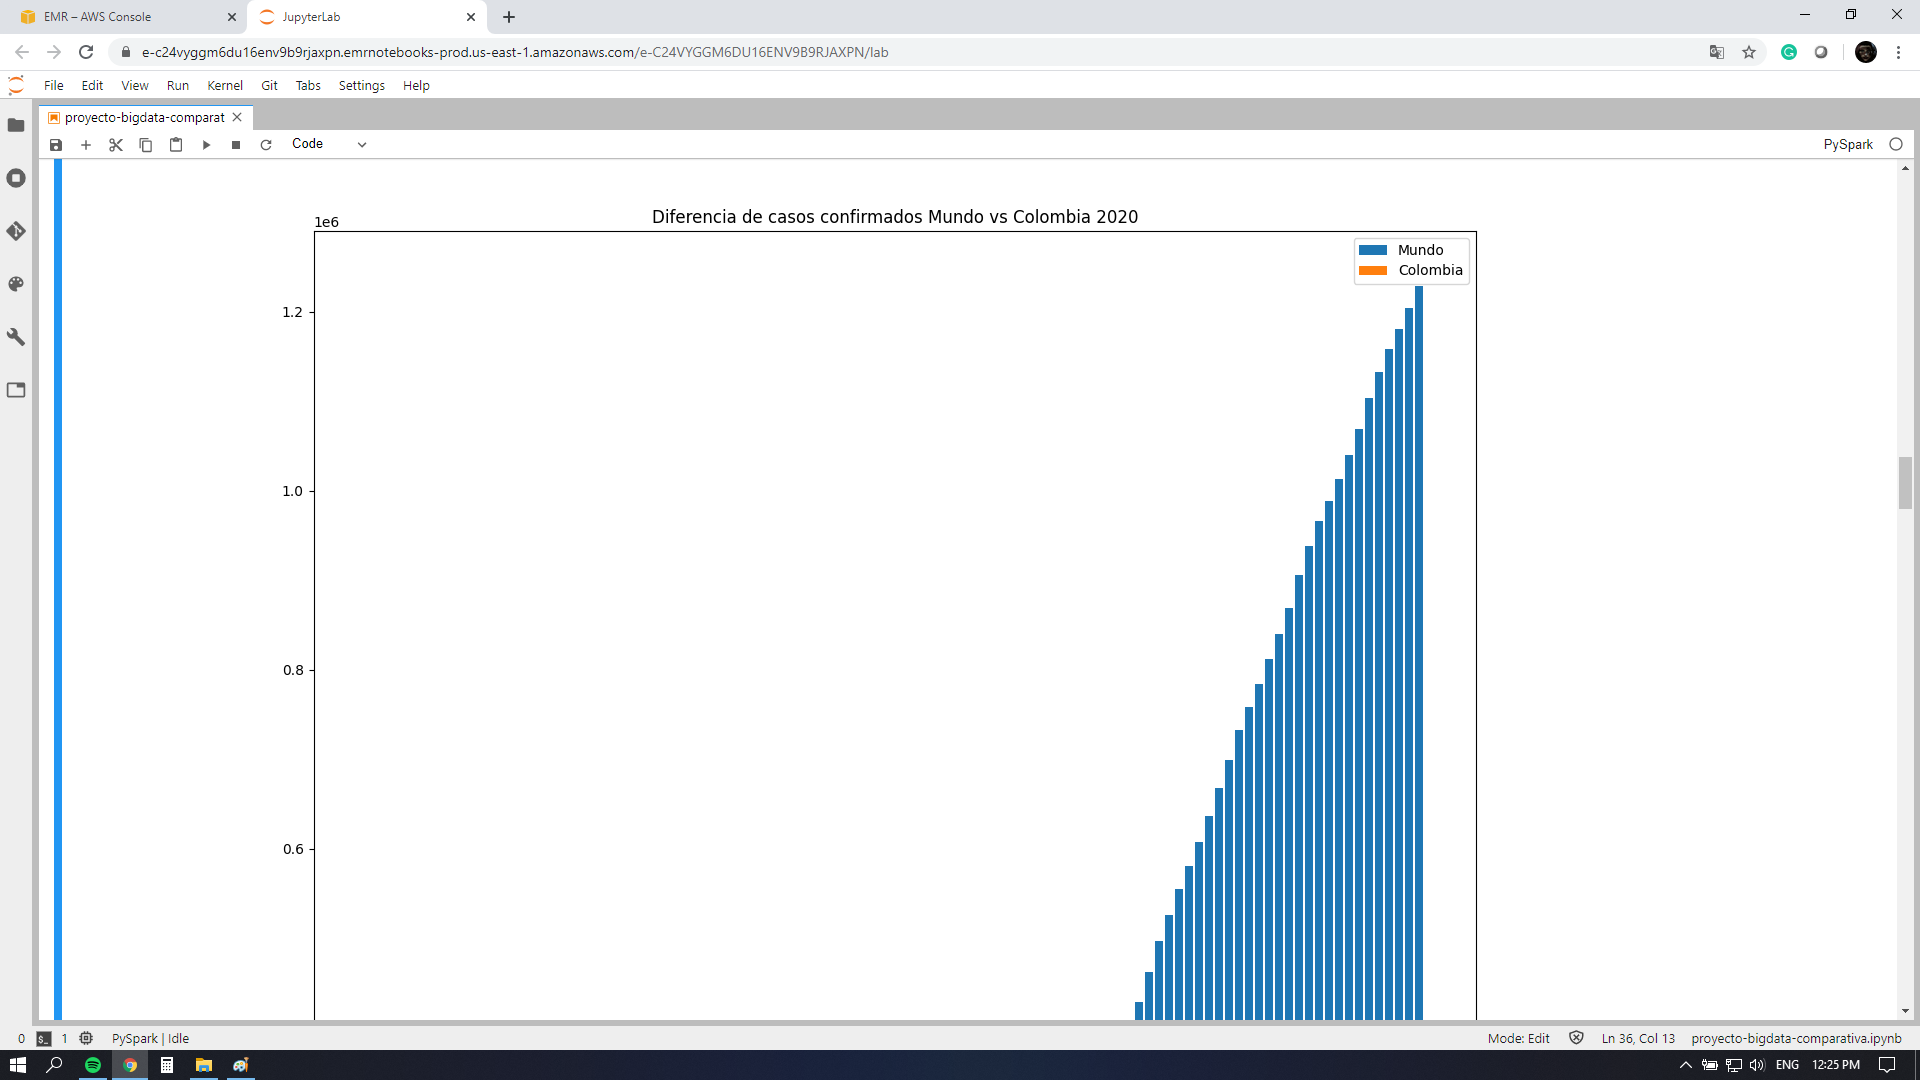 EMR – AWS Console
JupyterLab
e-c24vyggm6du16env9b9rjaxpn.emrnotebooks-prod.us-east-1.amazonaws.com/e-C24VYGGM6DU16ENV9B9RJAXPN/lab
File Edit View Run Kernel Git Tabs Settings Help
proyecto-bigdata-comparat
Code
PySpark
Diferencia de casos confirmados Mundo vs Colombia 2020
1e6
Mundo
Colombia
1.2
1.0
0.8
0.6
0 $_ 1 PySpark | Idle
Mode: Edit Ln 36, Col 13 proyecto-bigdata-comparativa.ipynb
ENG 12:25 PM